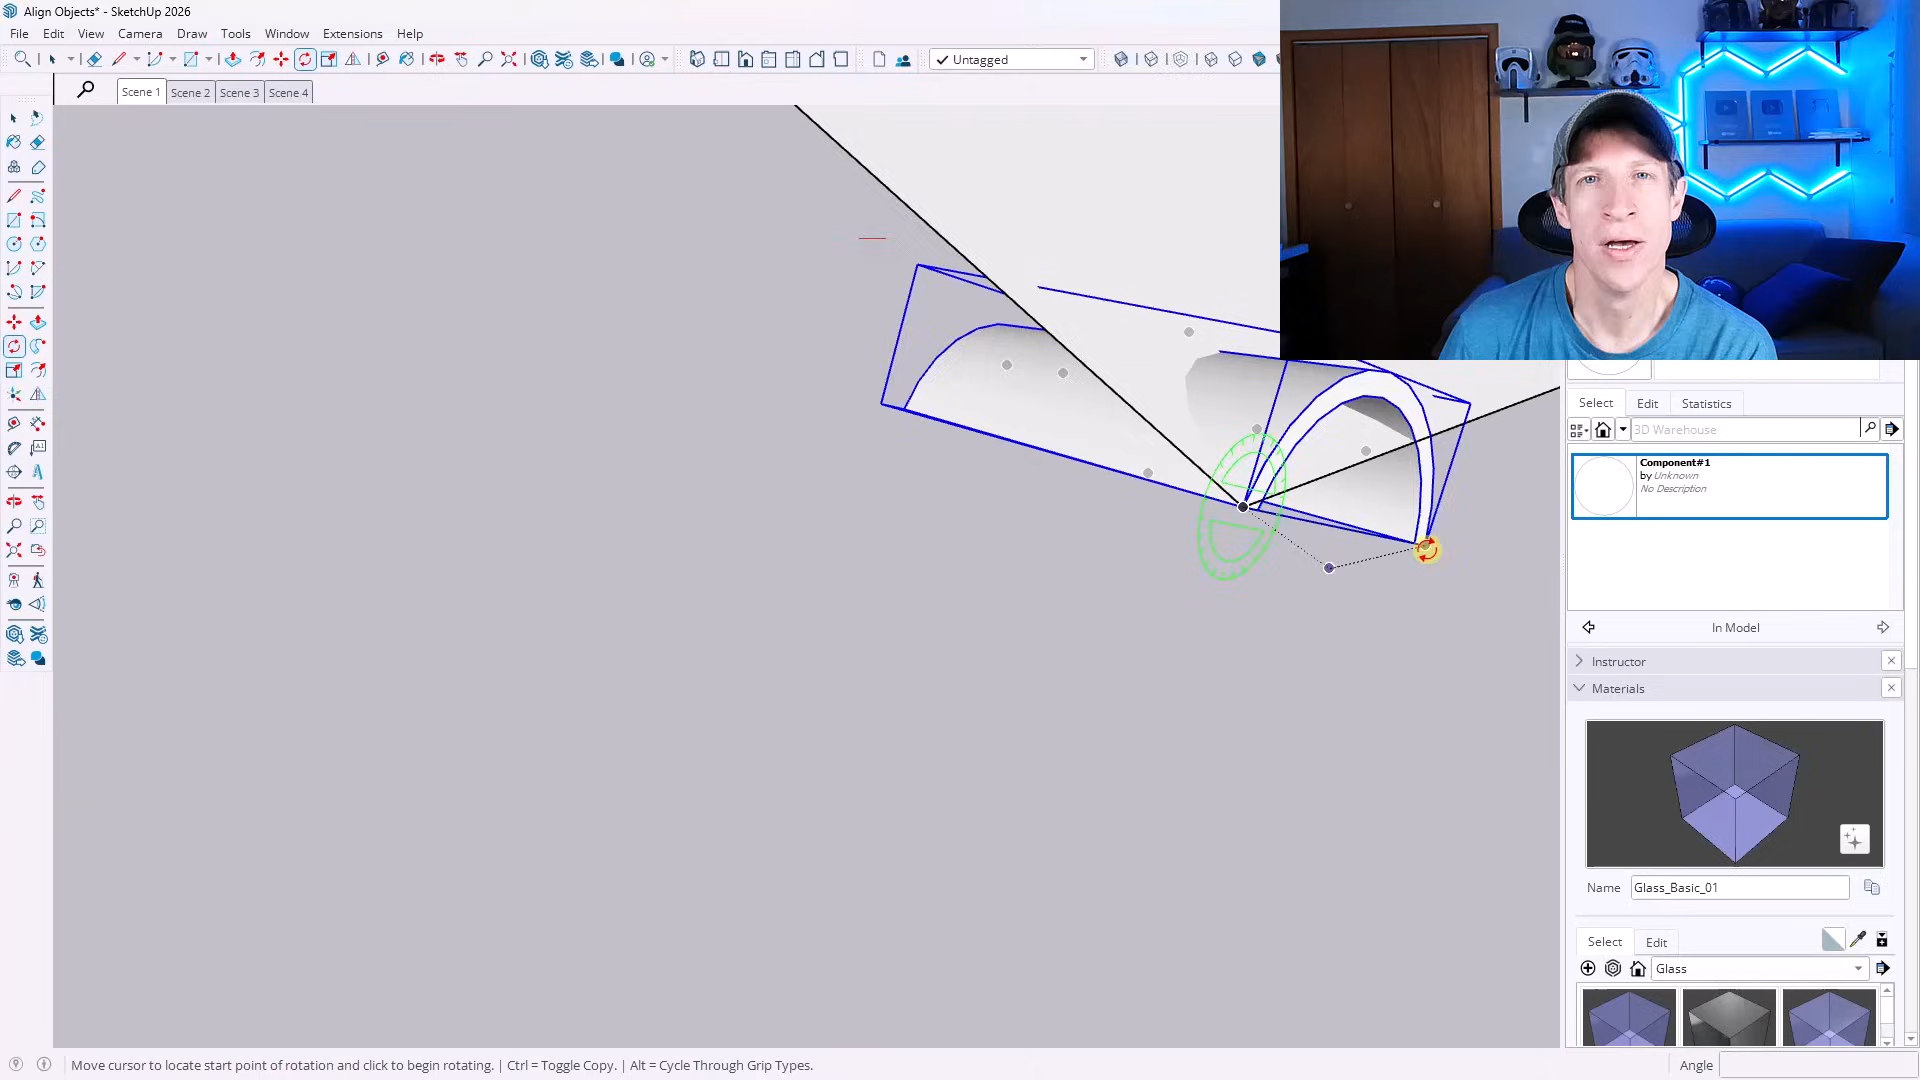 Align Objects* - SketchUp 2026
File Edit View Camera Draw Tools Window Extensions Help
Untagged
Scene 1 Scene 2 Scene 3 Scene 4
Select Edit Statistics
3D Warehouse
Component#1
by Unknown
No Description
In Model
Instructor
Materials
Name Glass_Basic_01
Select Edit
Glass
Move cursor to locate start point of rotation and click to begin rotating. | Ctrl = Toggle Copy. | Alt = Cycle Through Grip Types.
Angle